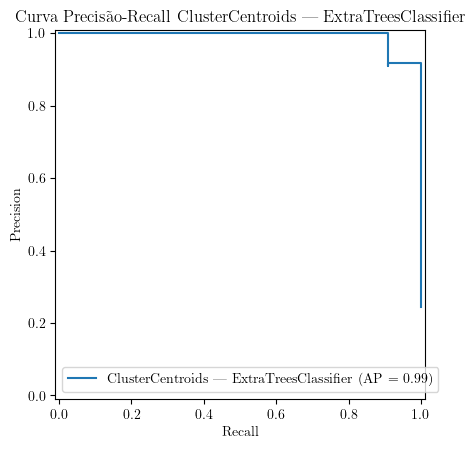 Curva Precisão-Recall ClusterCentroids — ExtraTreesClassifier
1.0
0.8
0.6
0.4
0.2
0.0
Precision
ClusterCentroids — ExtraTreesClassifier (AP = 0.99)
0.0 0.2 0.4 0.6 0.8 1.0
Recall